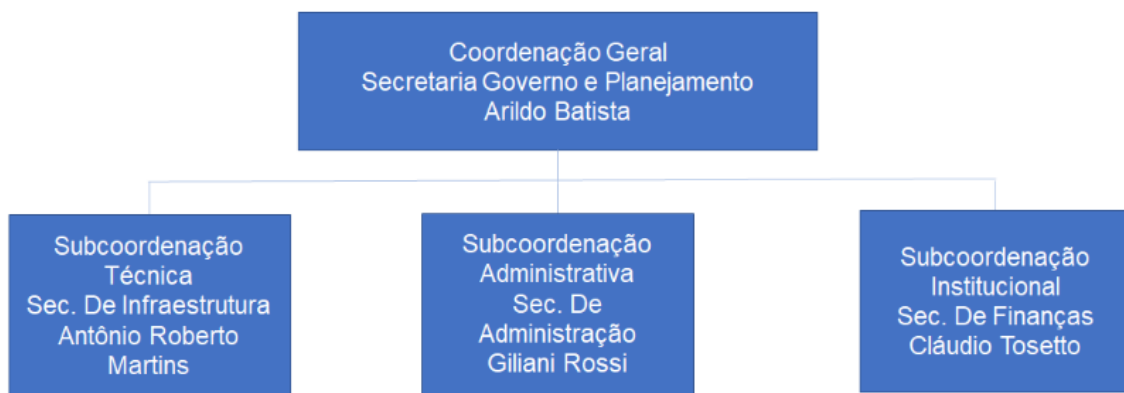 Coordenação Geral
Secretaria Governo e Planejamento
Arildo Batista
Subcoordenação
Técnica
Sec. De Infraestrutura
Antônio Roberto
Martins
Subcoordenação
Administrativa
Sec. De
Administração
Giliani Rossi
Subcoordenação
Institucional
Sec. De Finanças
Cláudio Tosetto